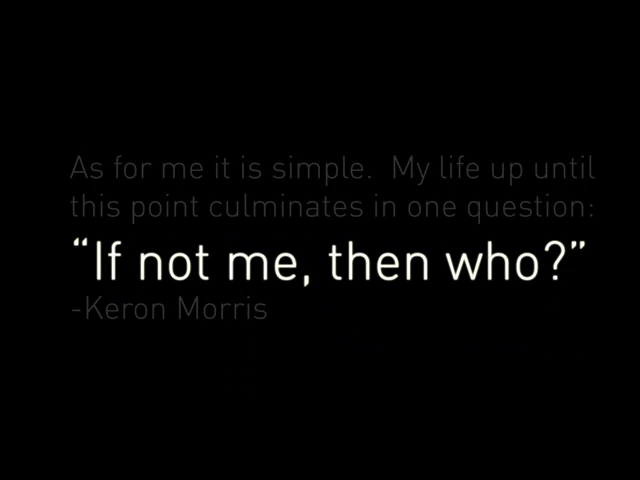 As for me it is simple.  My life up until
this point culminates in one question:
“If not me, then who?”
-Keron Morris